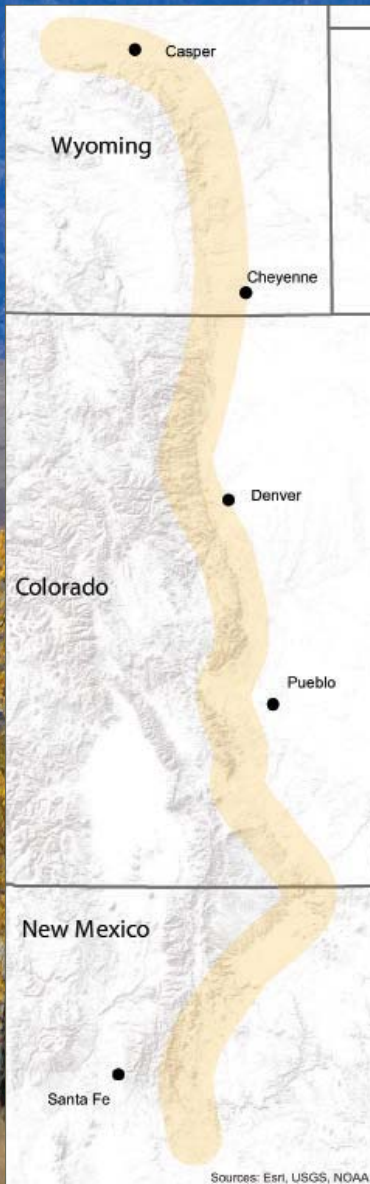 Casper
Wyoming
Cheyenne
Denver
Colorado
Pueblo
New Mexico
Santa Fe
Sources: Esri, USGS, NOAA